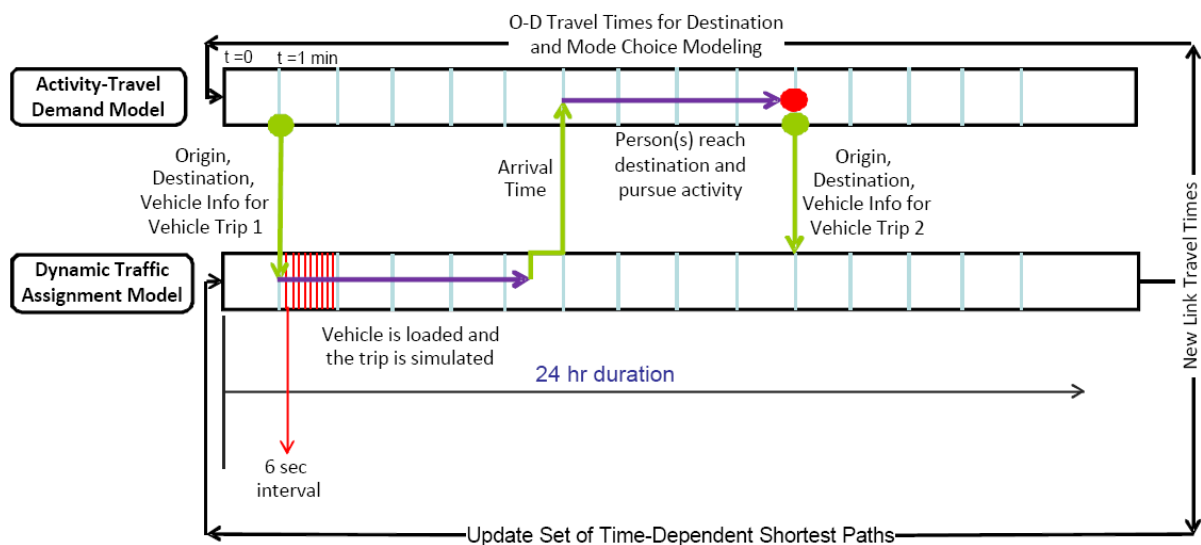 O-D Travel Times for Destination
and Mode Choice Modeling
t =0 t =1 min
Activity-Travel
Demand Model
Origin,
Destination,
Vehicle Info for
Vehicle Trip 1
Arrival
Time
Person(s) reach
destination and
pursue activity
Origin,
Destination,
Vehicle Info for
Vehicle Trip 2
New Link Travel Times
Dynamic Traffic
Assignment Model
Vehicle is loaded and
the trip is simulated
24 hr duration
6 sec
interval
Update Set of Time-Dependent Shortest Paths